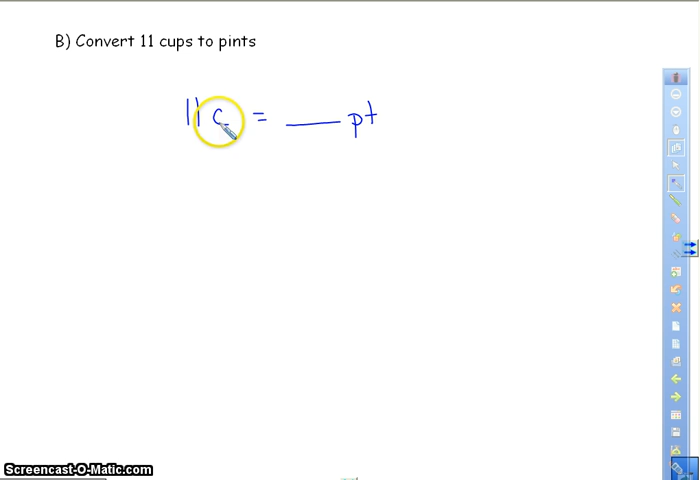 B) Convert 11 cups to pints
11 c = ___ pt
Screencast-O-Matic.com